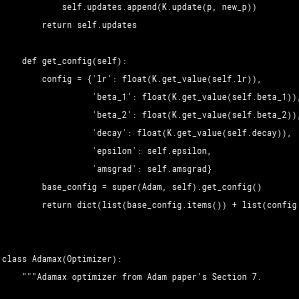 self.updates.append(K.update(p, new_p))
return self.updates
def get_config(self):
config = {'lr': float(K.get_value(self.lr)),
'beta_1': float(K.get_value(self.beta_1)),
'beta_2': float(K.get_value(self.beta_2)),
'decay': float(K.get_value(self.decay)),
'epsilon': self.epsilon,
'amsgrad': self.amsgrad}
base_config = super(Adam, self).get_config()
return dict(list(base_config.items()) + list(config
class Adamax(Optimizer):
"""Adamax optimizer from Adam paper's Section 7.